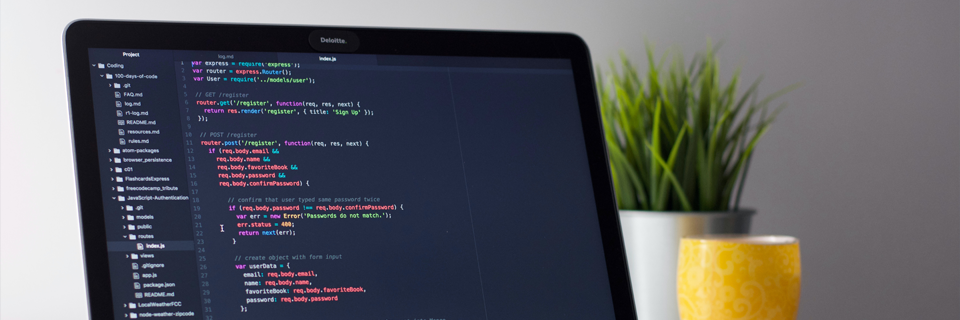 Deloitte.
Project
Coding
100-days-of-code
.git
FAQ.md
log.md
r1-log.md
README.md
resources.md
rules.md
atom-packages
browser_persistence
c01
FlashcardsExpress
freecodecamp_tribute
JavaScript-Authentication
.git
models
public
routes
index.js
views
.gitignore
app.js
package.json
README.md
LocalWeatherFCC
node-weather-zipcode
log.md
index.js
1 var express = require('express');
2 var router = express.Router();
3 var User = require('../models/user');
4
5 // GET /register
6 router.get('/register', function(req, res, next) {
7 return res.render('register', { title: 'Sign Up' });
8 });
9
10 // POST /register
11 router.post('/register', function(req, res, next) {
12 if (req.body.email &&
13 req.body.name &&
14 req.body.favoriteBook &&
15 req.body.password &&
16 req.body.confirmPassword) {
17
18 // confirm that user typed same password twice
19 if (req.body.password !== req.body.confirmPassword) {
20 var err = new Error('Passwords do not match.');
21 err.status = 400;
22 return next(err);
23 }
24
25 // create object with form input
26 var userData = {
27 email: req.body.email,
28 name: req.body.name,
29 favoriteBook: req.body.favoriteBook,
30 password: req.body.password
31 };